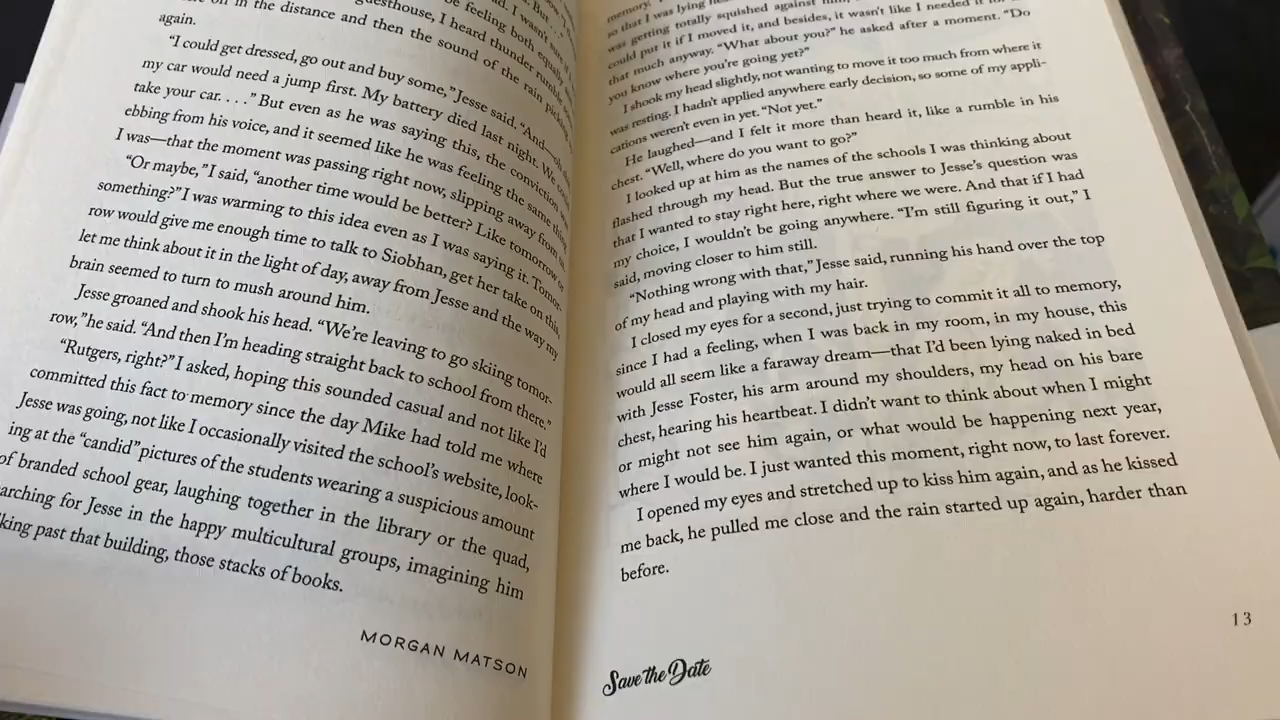 in the distance and then the sound of the rain
again.
"I could get dressed, go out and buy some," Jesse said. "And—
my car would need a jump first. My battery died last night. We
take your car. . . ." But even as he was saying this, the conviction
ebbing from his voice, and it seemed like he was feeling the same thing
I was—that the moment was passing right now, slipping away from us.
"Or maybe," I said, "another time would be better? Like tomorrow or
something?" I was warming to this idea even as I was saying it. Tomor-
row would give me enough time to talk to Siobhan, get her take on this,
let me think about it in the light of day, away from Jesse and the way my
brain seemed to turn to mush around him.
Jesse groaned and shook his head. "We're leaving to go skiing tomor-
row," he said. "And then I'm heading straight back to school from there."
"Rutgers, right?" I asked, hoping this sounded casual and not like I'd
committed this fact to memory since the day Mike had told me where
Jesse was going, not like I occasionally visited the school's website, look-
ing at the "candid" pictures of the students wearing a suspicious amount
of branded school gear, laughing together in the library or the quad,
arching for Jesse in the happy multicultural groups, imagining him
king past that building, those stacks of books.
MORGAN MATSON
memory.
so that I was lying
was getting totally squished against him,
could put it if I moved it, and besides, it wasn't like I needed it for
that much anyway. "What about you?" he asked after a moment. "Do
you know where you're going yet?"
I shook my head slightly, not wanting to move it too much from where it
was resting. I hadn't applied anywhere early decision, so some of my appli-
cations weren't even in yet. "Not yet."
He laughed—and I felt it more than heard it, like a rumble in his
chest. "Well, where do you want to go?"
I looked up at him as the names of the schools I was thinking about
flashed through my head. But the true answer to Jesse's question was
that I wanted to stay right here, right where we were. And that if I had
my choice, I wouldn't be going anywhere. "I'm still figuring it out," I
said, moving closer to him still.
"Nothing wrong with that," Jesse said, running his hand over the top
of my head and playing with my hair.
I closed my eyes for a second, just trying to commit it all to memory,
since I had a feeling, when I was back in my room, in my house, this
would all seem like a faraway dream—that I'd been lying naked in bed
with Jesse Foster, his arm around my shoulders, my head on his bare
chest, hearing his heartbeat. I didn't want to think about when I might
or might not see him again, or what would be happening next year,
where I would be. I just wanted this moment, right now, to last forever.
I opened my eyes and stretched up to kiss him again, and as he kissed
me back, he pulled me close and the rain started up again, harder than
before.
Save the Date
13